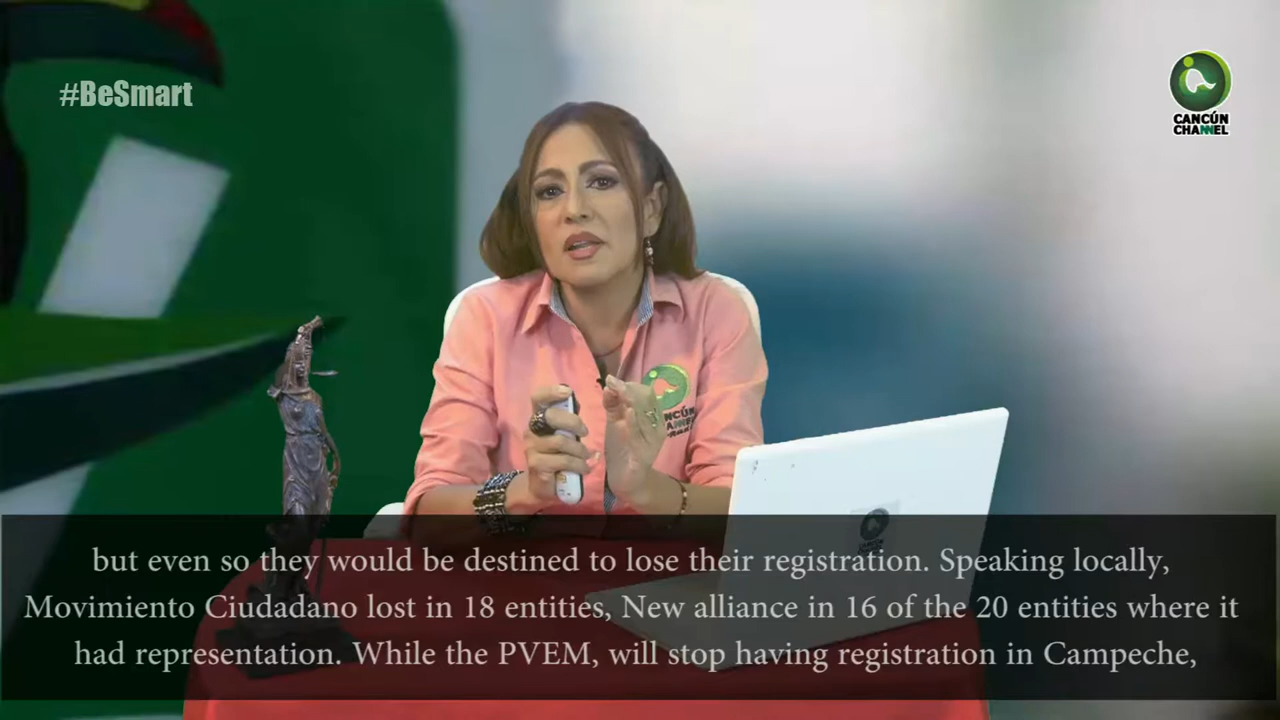 #BeSmart
CANCÚN
CHANNEL
but even so they would be destined to lose their registration. Speaking locally,
Movimiento Ciudadano lost in 18 entities, New alliance in 16 of the 20 entities where it
had representation. While the PVEM, will stop having registration in Campeche,